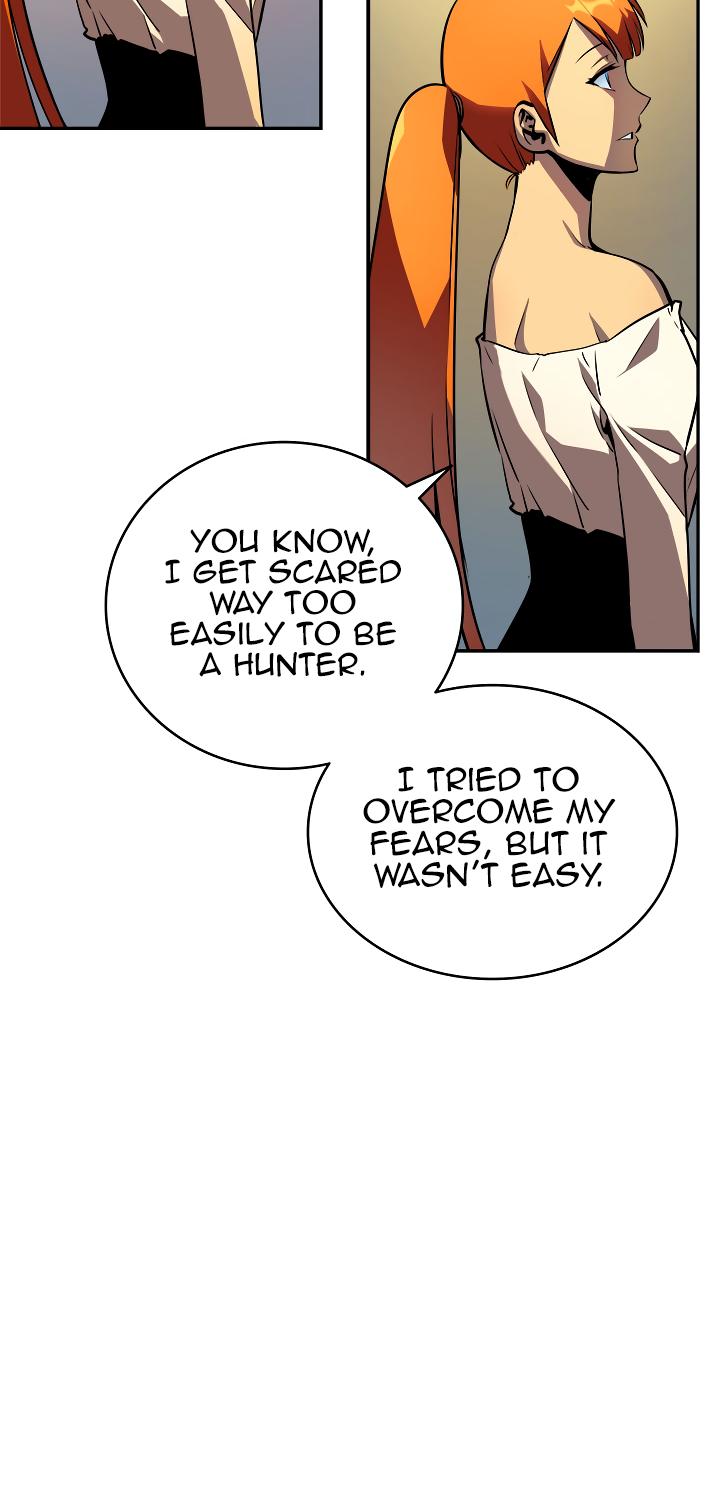 YOU KNOW,
I GET SCARED
WAY TOO
EASILY TO BE
A HUNTER.
I TRIED TO
OVERCOME MY
FEARS, BUT IT
WASN'T EASY.